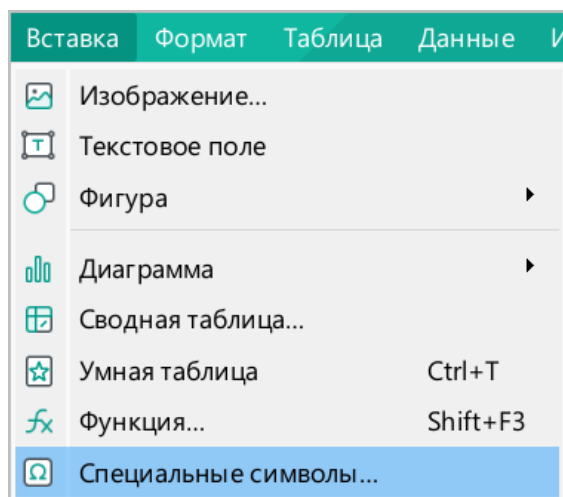 Вставка Формат Таблица Данные
Изображение...
Текстовое поле
Фигура
Диаграмма
Сводная таблица...
Умная таблица Ctrl+T
Функция... Shift+F3
Специальные символы...